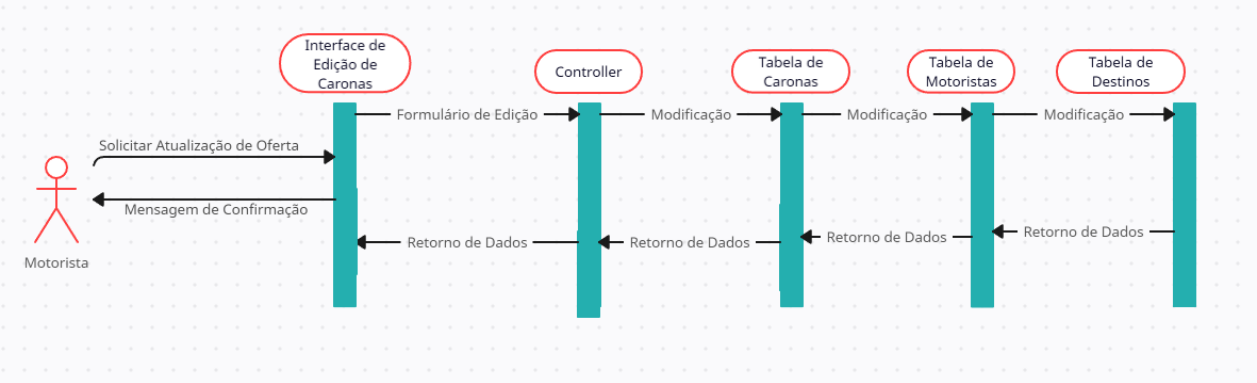 Interface de
Edição de
Caronas
Controller
Tabela de
Caronas
Tabela de
Motoristas
Tabela de
Destinos
Formulário de Edição
Modificação
Modificação
Modificação
Solicitar Atualização de Oferta
Mensagem de Confirmação
Retorno de Dados
Retorno de Dados
Retorno de Dados
Retorno de Dados
Motorista